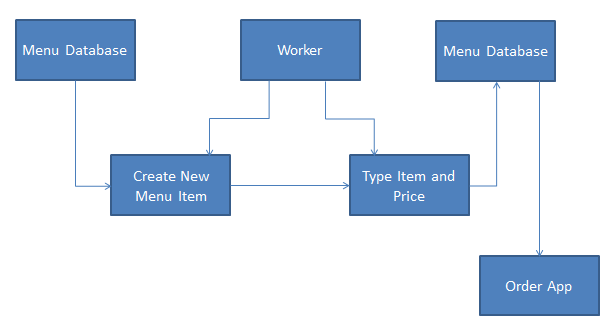 Menu Database
Worker
Menu Database
Create New
Menu Item
Type Item and
Price
Order App